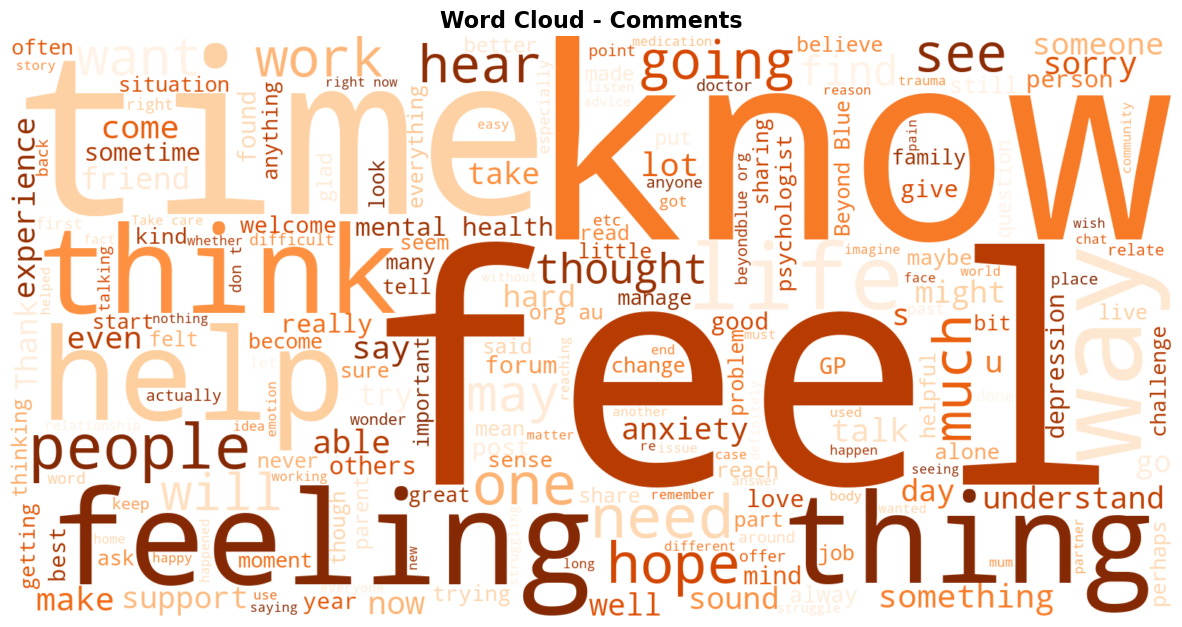 Word Cloud - Comments
often
want
work
hear
better
medication
point
going
believe
see
someone
story
situation
right now
especially
made
listen
advice
doctor
find
reason
trauma
still
person
sorry
time
know
right
come
sometime
friend
found
anything
glad
look
everything
easy
take
put
lot
anyone
got
sharing
psychologist
Beyond Blue
pain
family
give
question
community
back
experience
first
Take care
welcome
mental health
etc
read
beyondblue org
wish
chat
relate
kind
whether
difficult
seem
little
imagine
maybe
world
fact
think
talking
don t
many
tell
without
thought
life
face
past
might
place
way
helped
hard
manage
org au
start
nothing
really
feel
good
s
bit
live
even
felt
become
say
said
forum
change
end
must
problem
GP
u
much
depression
challenge
Thank
help
let
sure
important
reaching
helpful
done
actually
try
may
another
used
talk
emotion
wonder
mean
post
anxiety
relationship
idea
people
able
matter
re
issue
case
happen
alone
go
thinking
never
others
sense
reach
answer
seeing
word
working
great
one
share
remember
love
body
day
wanted
understand
keep
will
though
parent
struggling
need
part
around
thing
getting
best
home
feeling
ask
happy
happened
moment
new
long
different
hope
offer
mind
job
mum
partner
perhaps
make
support
use
saying
year
now
everyone
trying
well
sound
alway
struggle
something